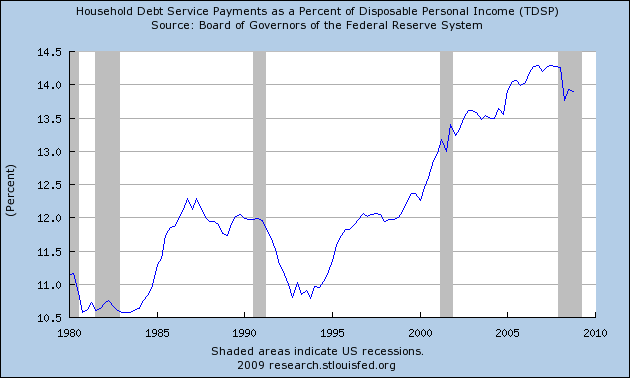 Household Debt Service Payments as a Percent of Disposable Personal Income (TDSP)
Source: Board of Governors of the Federal Reserve System
(Percent)
14.5
14.0
13.5
13.0
12.5
12.0
11.5
11.0
10.5
1980 1985 1990 1995 2000 2005 2010
Shaded areas indicate US recessions.
2009 research.stlouisfed.org